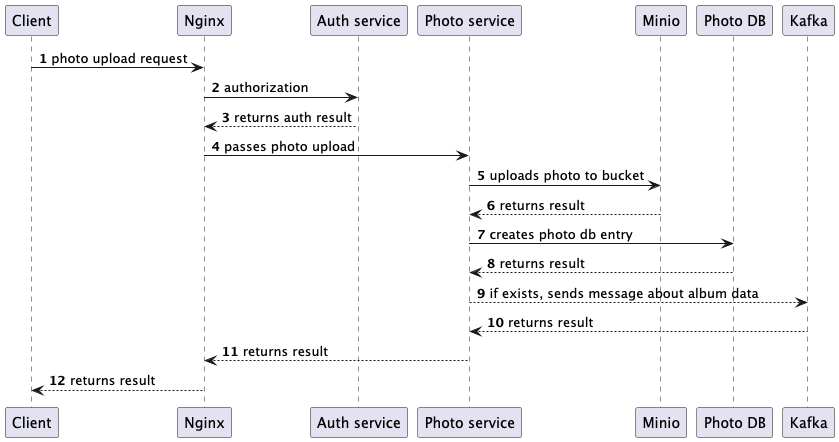 Client Nginx Auth service Photo service Minio Photo DB Kafka
1 photo upload request
2 authorization
3 returns auth result
4 passes photo upload
5 uploads photo to bucket
6 returns result
7 creates photo db entry
8 returns result
9 if exists, sends message about album data
10 returns result
11 returns result
12 returns result
Client Nginx Auth service Photo service Minio Photo DB Kafka